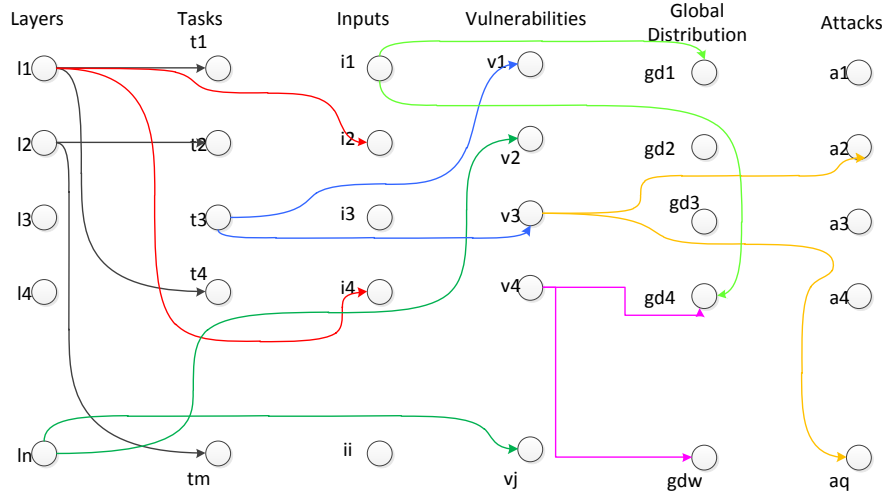 Layers Tasks Inputs Vulnerabilities Global
Distribution Attacks
l1 t1 i1 v1 gd1 a1
l2 t2 i2 v2 gd2 a2
l3 t3 i3 v3 gd3 a3
l4 t4 i4 v4 gd4 a4
ln tm ii vj gdw aq